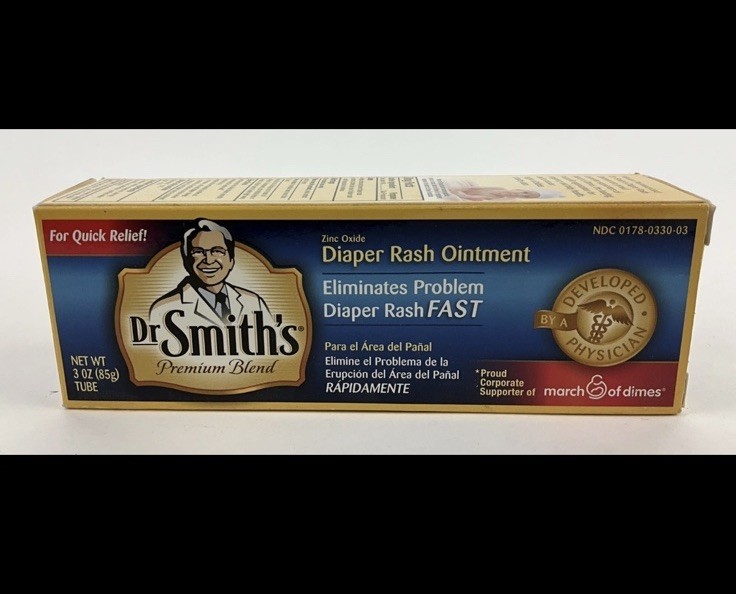 For Quick Relief!
Dr Smith's®
Premium Blend
NET WT
3 OZ (85g)
TUBE
Zinc Oxide
Diaper Rash Ointment
Eliminates Problem
Diaper Rash FAST
Para el Área del Pañal
Elimine el Problema de la
Erupción del Área del Pañal
RÁPIDAMENTE
NDC 0178-0330-03
DEVELOPED
BY A
PHYSICIAN
*Proud
Corporate
Supporter of
march of dimes®